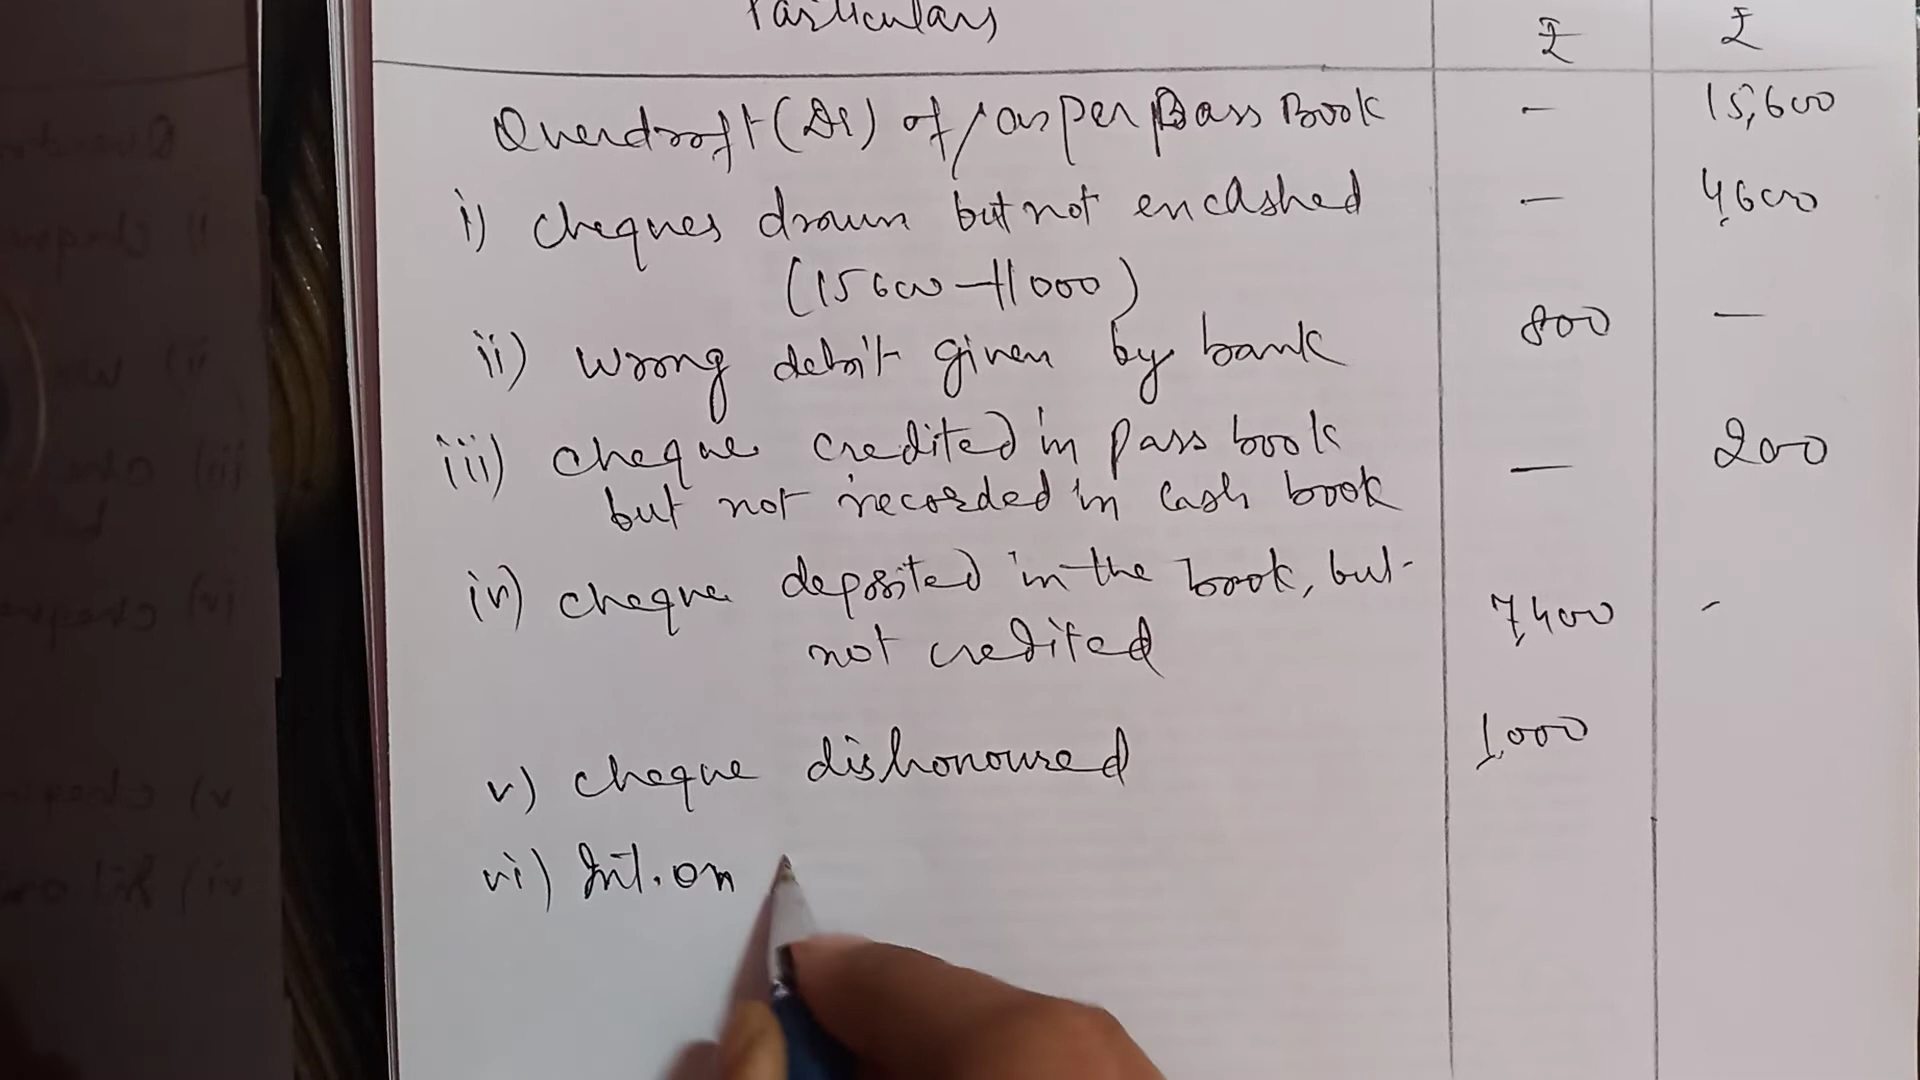 Particulars ₹ ₹
Overdraft (Dr) of/as per Pass Book – 15,600
i) cheques drawn but not encashed – 4,600
(15600 – 11000)
ii) wrong debit given by bank 800 –
iii) cheque credited in pass book — 200
but not recorded in cash book
iv) cheque deposited in the book, but- 7,400 -
not credited
v) cheque dishonoured 1,000
vi) Int. on